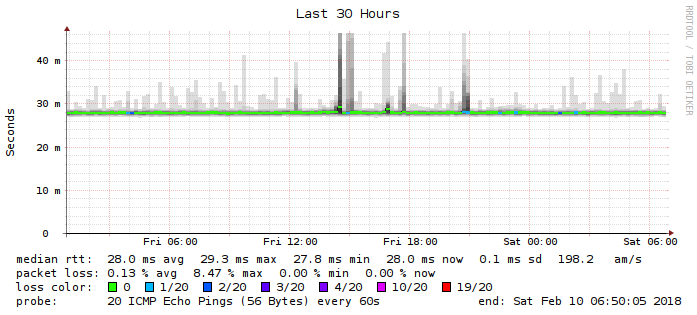 Last 30 Hours
RRDTOOL / TOBI OETIKER
Seconds
40 m
30 m
20 m
10 m
0
Fri 06:00 Fri 12:00 Fri 18:00 Sat 00:00 Sat 06:00
median rtt: 28.0 ms avg 29.3 ms max 27.8 ms min 28.0 ms now 0.1 ms sd 198.2 am/s
packet loss: 0.13 % avg 8.47 % max 0.00 % min 0.00 % now
loss color: 0 1/20 2/20 3/20 4/20 10/20 19/20
probe: 20 ICMP Echo Pings (56 Bytes) every 60s end: Sat Feb 10 06:50:05 2018